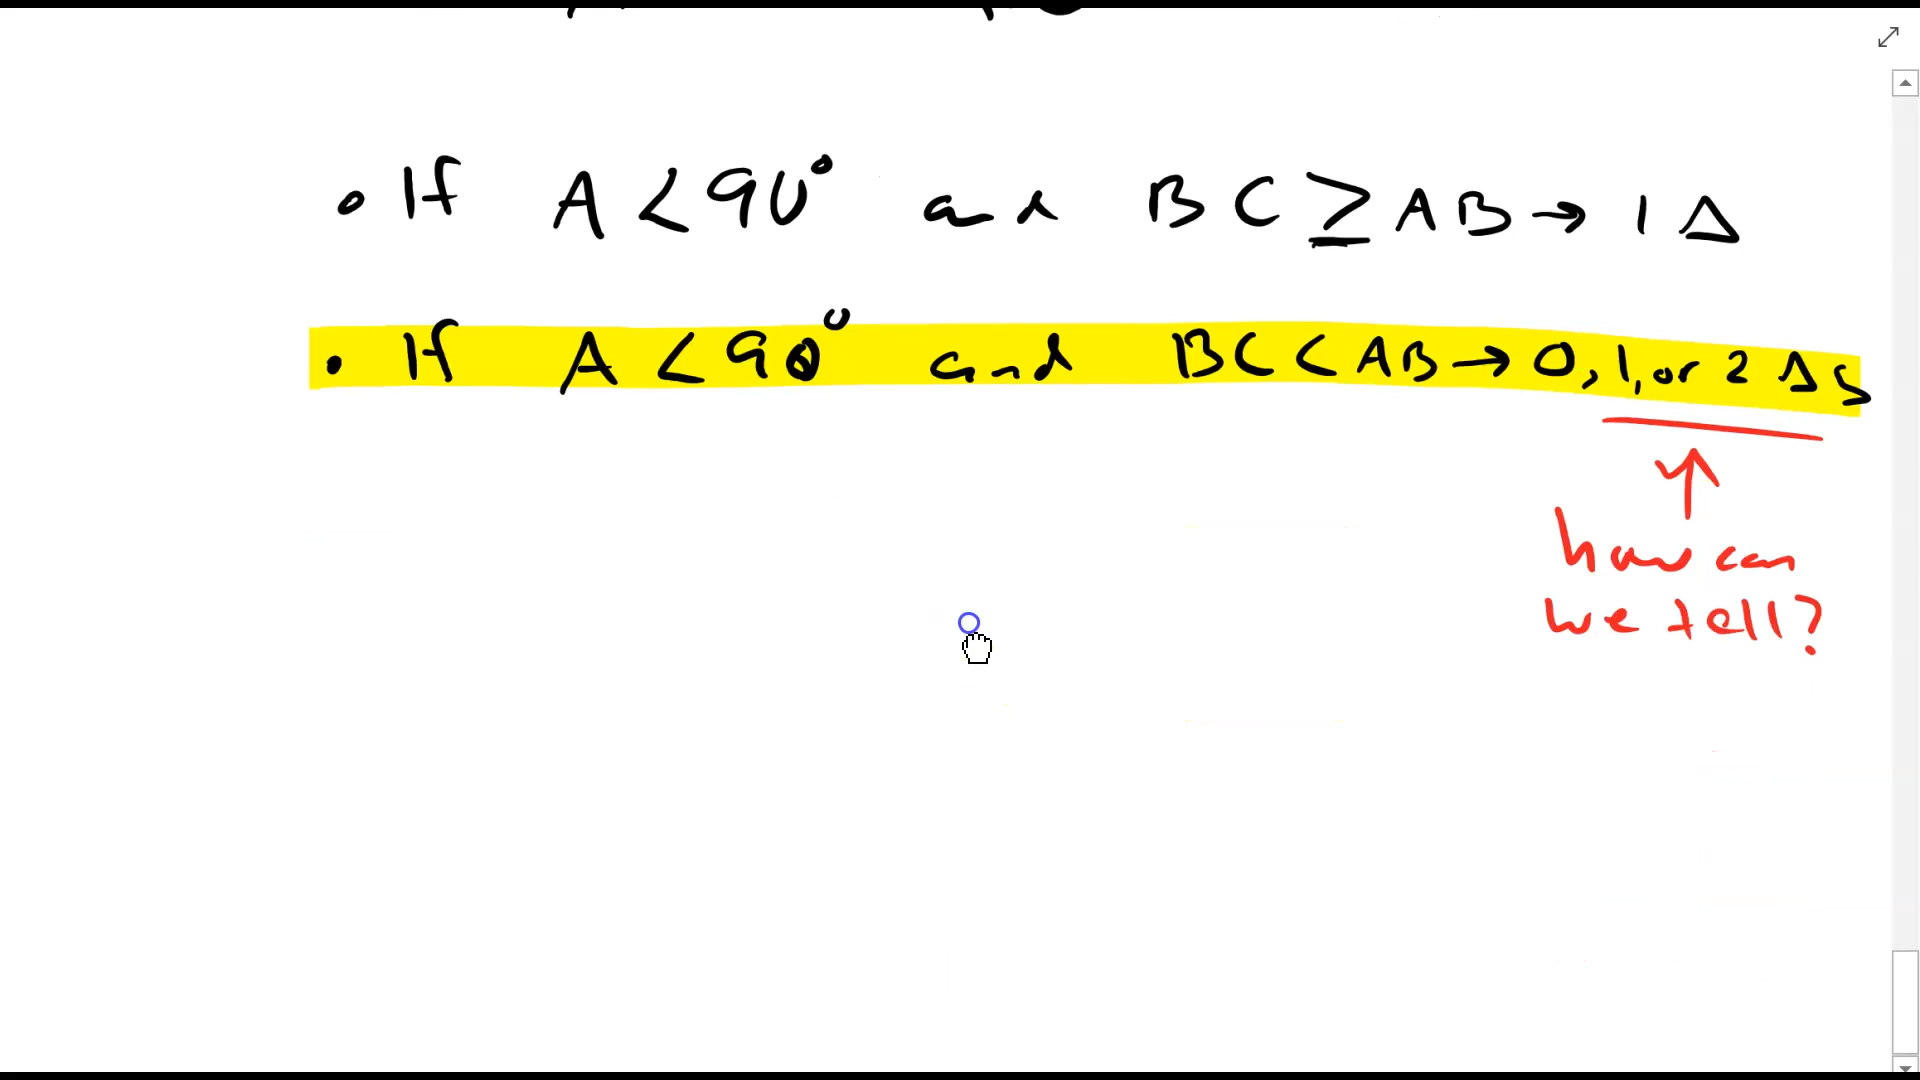 • If A < 90° and BC ≥ AB → 1 Δ
• If A < 90° and BC < AB → 0, 1, or 2 Δs
how can
we tell?